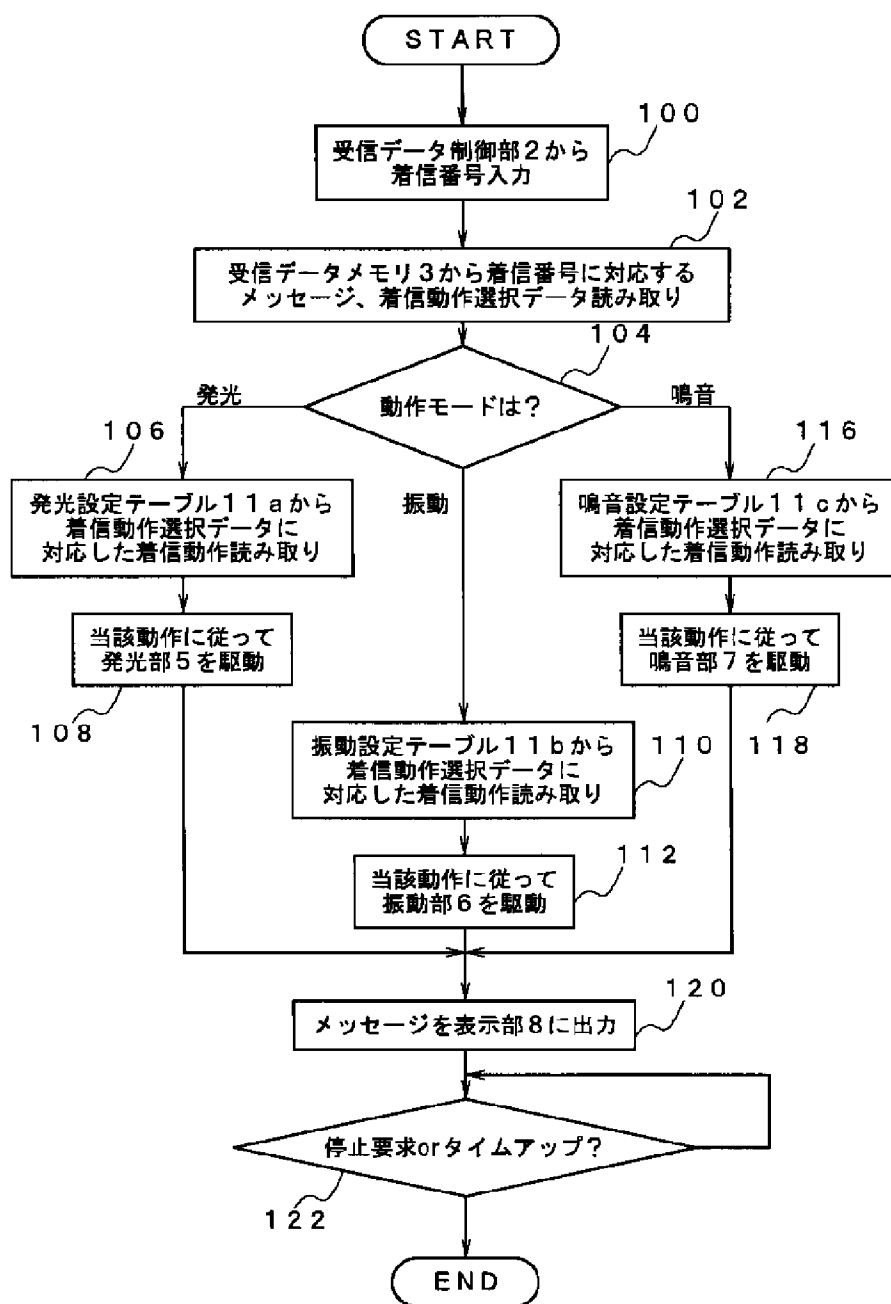 START
100
受信データ制御部2から
着信番号入力
102
受信データメモリ3から着信番号に対応する
メッセージ、着信動作選択データ読み取り
104
動作モードは?
発光
鳴音
振動
106
発光設定テーブル11aから
着信動作選択データに
対応した着信動作読み取り
116
鳴音設定テーブル11cから
着信動作選択データに
対応した着信動作読み取り
当該動作に従って
発光部5を駆動
108
当該動作に従って
鳴音部7を駆動
118
振動設定テーブル11bから
着信動作選択データに
対応した着信動作読み取り
110
当該動作に従って
振動部6を駆動
112
メッセージを表示部8に出力
120
停止要求orタイムアップ?
122
END